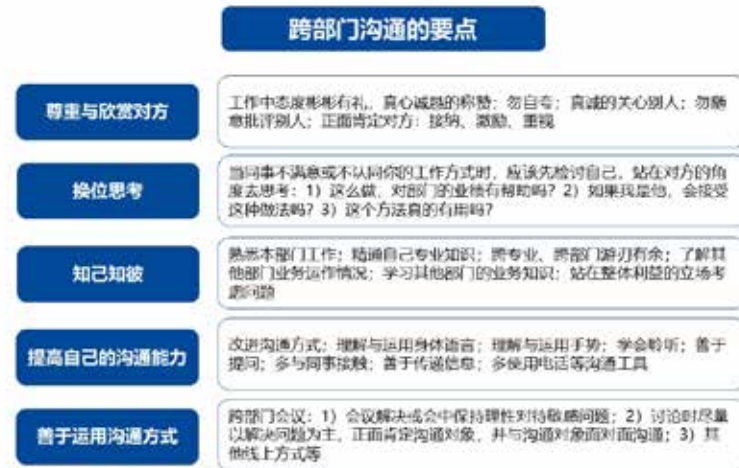 跨部门沟通的要点
尊重与欣赏对方
工作中态度彬彬有礼，真心诚恳的称赞；勿自夸；真诚的关心别人；勿随
意批评别人；正面肯定对方：接纳、激励、重视
换位思考
当同事不满意或不认同你的工作方式时，应该先检讨自己，站在对方的角
度去思考：1）这么做，对部门的业绩有帮助吗？2）如果我是他，会接受
这种做法吗？3）这个方法真的有用吗？
知己知彼
熟悉本部门工作；精通自己专业知识；跨专业、跨部门游刃有余；了解其
他部门业务运作情况；学习其他部门的业务知识；站在整体利益的立场考
虑问题
提高自己的沟通能力
改进沟通方式；理解与运用身体语言；理解与运用手势；学会聆听；善于
提问；多与同事接触；善于传递信息；多使用电话等沟通工具
善于运用沟通方式
跨部门会议：1）会议解决或会中保持理性对待敏感问题；2）讨论时尽量
以解决问题为主，正面肯定沟通对象，并与沟通对象面对面沟通；3）其
他线上方式等